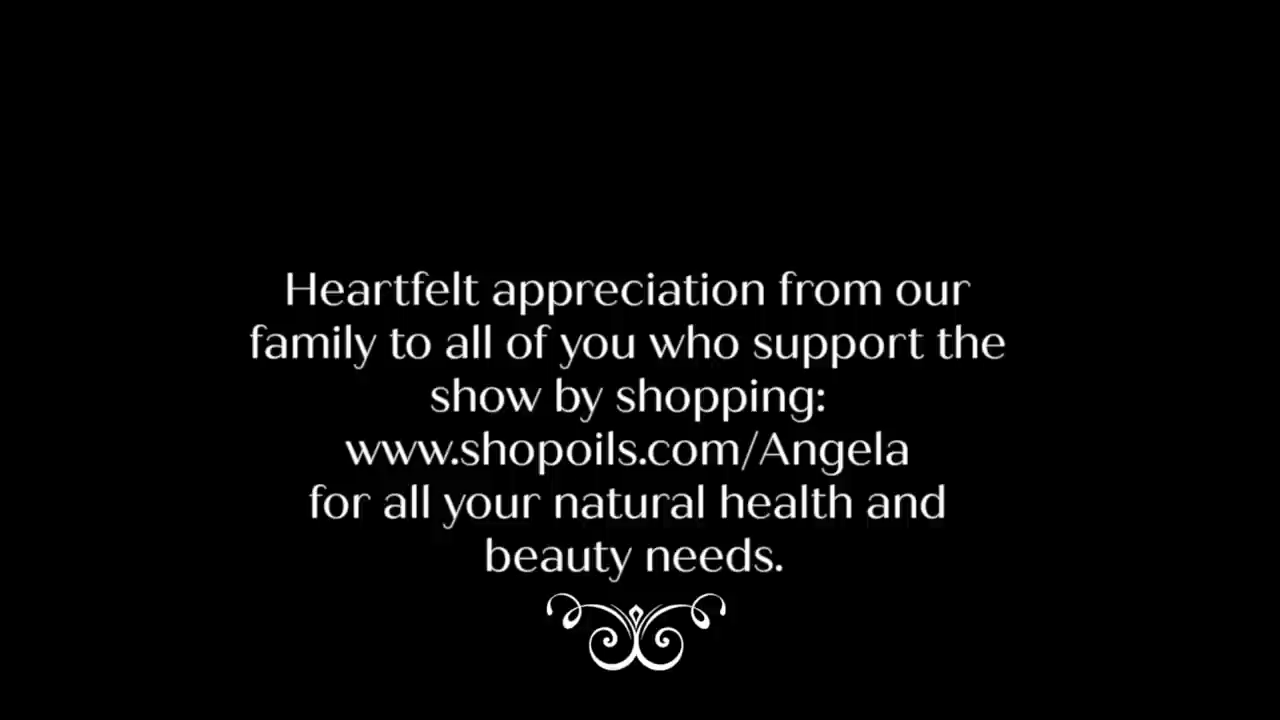 Heartfelt appreciation from our
family to all of you who support the
show by shopping:
www.shopoils.com/Angela
for all your natural health and
beauty needs.